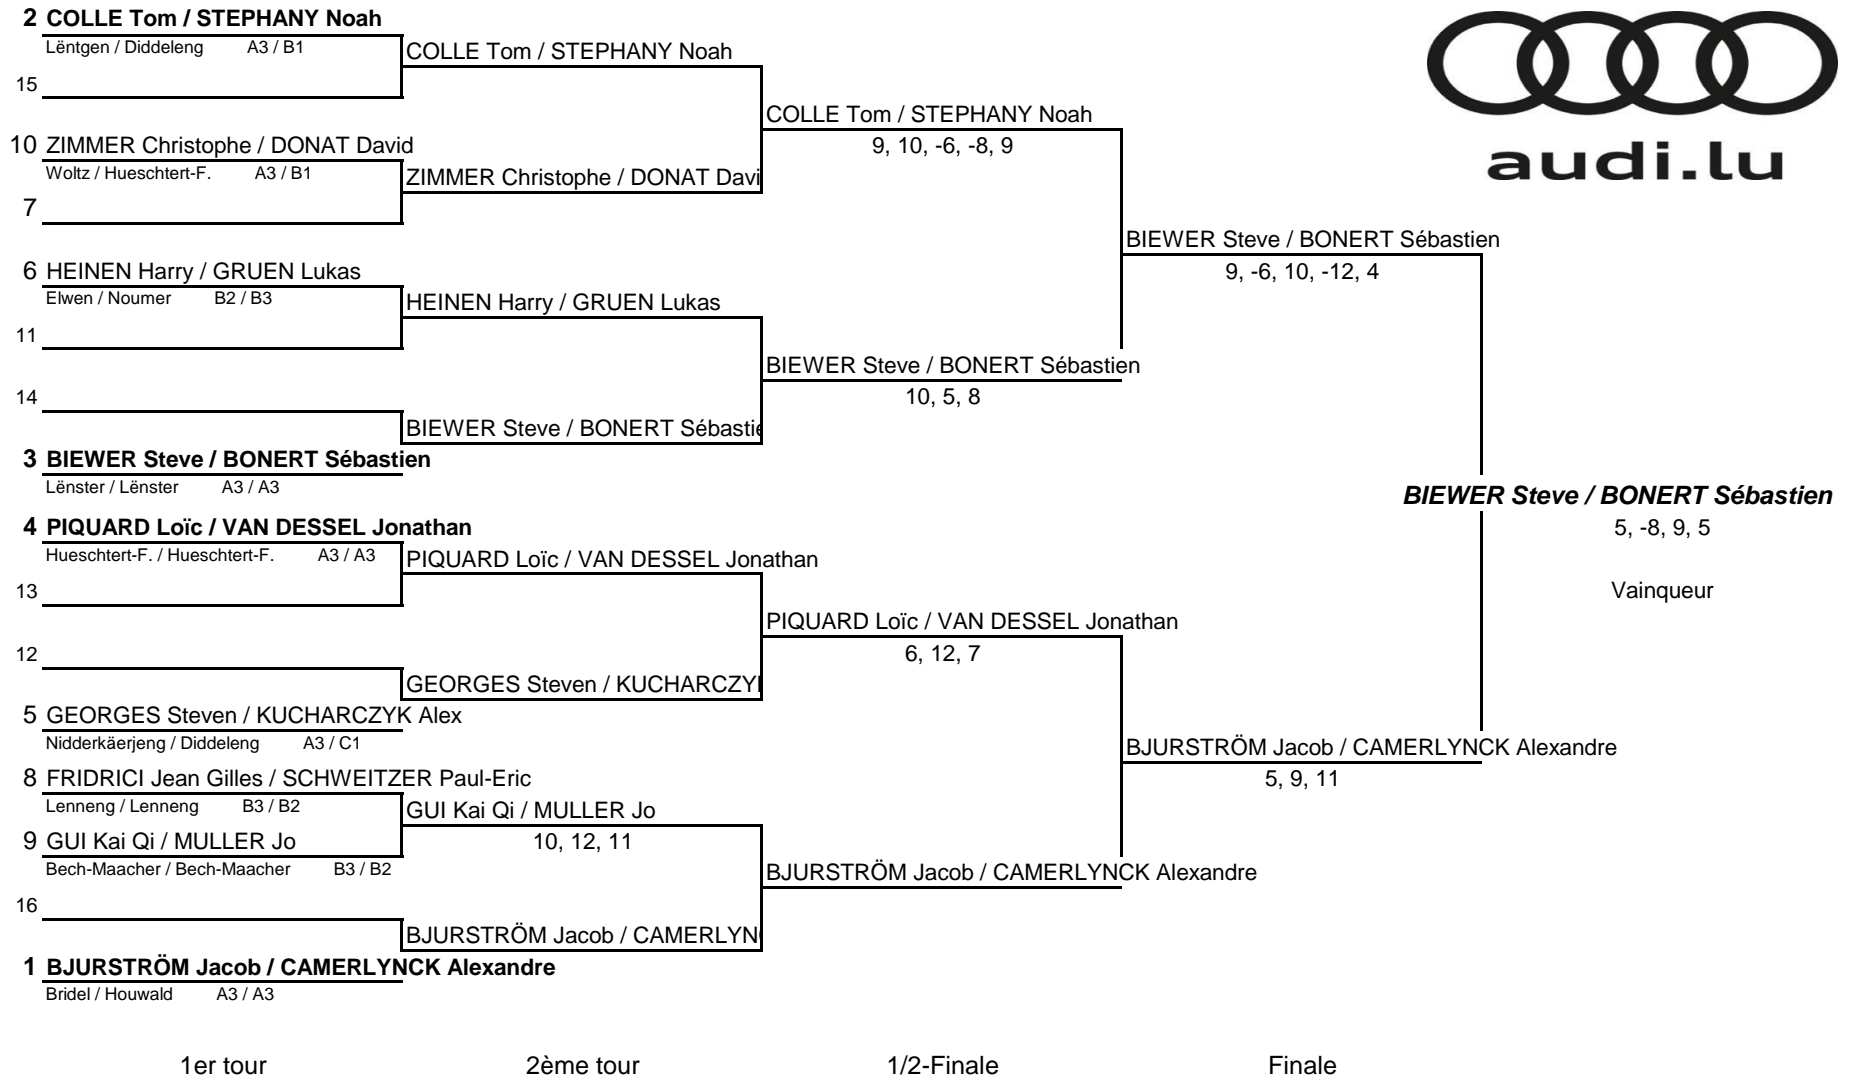 2 COLLE Tom / STEPHANY Noah
Lëntgen / Diddeleng A3 / B1
COLLE Tom / STEPHANY Noah
15
COLLE Tom / STEPHANY Noah
9, 10, -6, -8, 9
audi.lu
10 ZIMMER Christophe / DONAT David
Woltz / Hueschtert-F. A3 / B1
ZIMMER Christophe / DONAT Davi
7
BIEWER Steve / BONERT Sébastien
9, -6, 10, -12, 4
6 HEINEN Harry / GRUEN Lukas
Elwen / Noumer B2 / B3
HEINEN Harry / GRUEN Lukas
11
BIEWER Steve / BONERT Sébastien
10, 5, 8
14
BIEWER Steve / BONERT Sébastie
3 BIEWER Steve / BONERT Sébastien
Lënster / Lënster A3 / A3
BIEWER Steve / BONERT Sébastien
5, -8, 9, 5
Vainqueur
4 PIQUARD Loïc / VAN DESSEL Jonathan
Hueschtert-F. / Hueschtert-F. A3 / A3
PIQUARD Loïc / VAN DESSEL Jonathan
13
PIQUARD Loïc / VAN DESSEL Jonathan
6, 12, 7
12
GEORGES Steven / KUCHARCZY
5 GEORGES Steven / KUCHARCZYK Alex
Nidderkäerjeng / Diddeleng A3 / C1
BJURSTRÖM Jacob / CAMERLYNCK Alexandre
5, 9, 11
8 FRIDRICI Jean Gilles / SCHWEITZER Paul-Eric
Lenneng / Lenneng B3 / B2
GUI Kai Qi / MULLER Jo
10, 12, 11
9 GUI Kai Qi / MULLER Jo
Bech-Maacher / Bech-Maacher B3 / B2
BJURSTRÖM Jacob / CAMERLYNCK Alexandre
16
BJURSTRÖM Jacob / CAMERLYN
1 BJURSTRÖM Jacob / CAMERLYNCK Alexandre
Bridel / Houwald A3 / A3
1er tour 2ème tour 1/2-Finale Finale